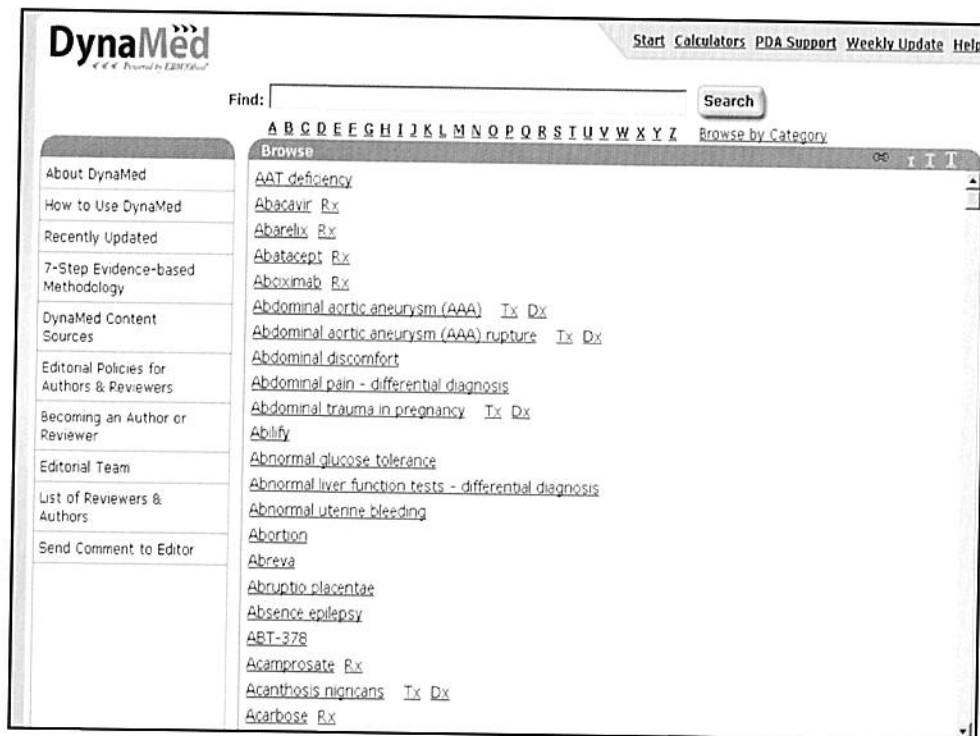 DynaMed
Powered by EBSCOhost®
Start Calculators PDA Support Weekly Update Help
Find: Search
A B C D E F G H I J K L M N O P Q R S T U V W X Y Z Browse by Category
Browse T T T
About DynaMed
How to Use DynaMed
Recently Updated
7-Step Evidence-based
Methodology
DynaMed Content
Sources
Editorial Policies for
Authors & Reviewers
Becoming an Author or
Reviewer
Editorial Team
List of Reviewers &
Authors
Send Comment to Editor
AAT deficiency
Abacavir Rx
Abarelix Rx
Abatacept Rx
Abciximab Rx
Abdominal aortic aneurysm (AAA) Tx Dx
Abdominal aortic aneurysm (AAA) rupture Tx Dx
Abdominal discomfort
Abdominal pain - differential diagnosis
Abdominal trauma in pregnancy Tx Dx
Abilify
Abnormal glucose tolerance
Abnormal liver function tests - differential diagnosis
Abnormal uterine bleeding
Abortion
Abreva
Abruptio placentae
Absence epilepsy
ABT-378
Acamprosate Rx
Acanthosis nigricans Tx Dx
Acarbose Rx